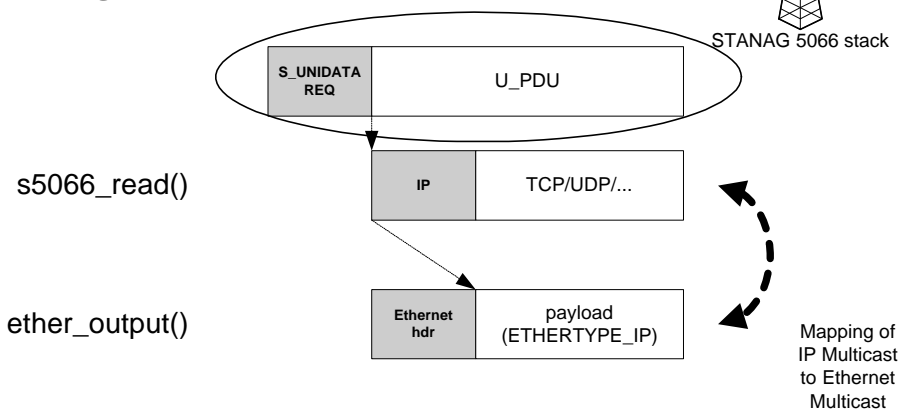 STANAG 5066 stack
S_UNIDATA
REQ
U_PDU
s5066_read()
IP
TCP/UDP/...
ether_output()
Ethernet
hdr
payload
(ETHERTYPE_IP)
Mapping of
IP Multicast
to Ethernet
Multicast